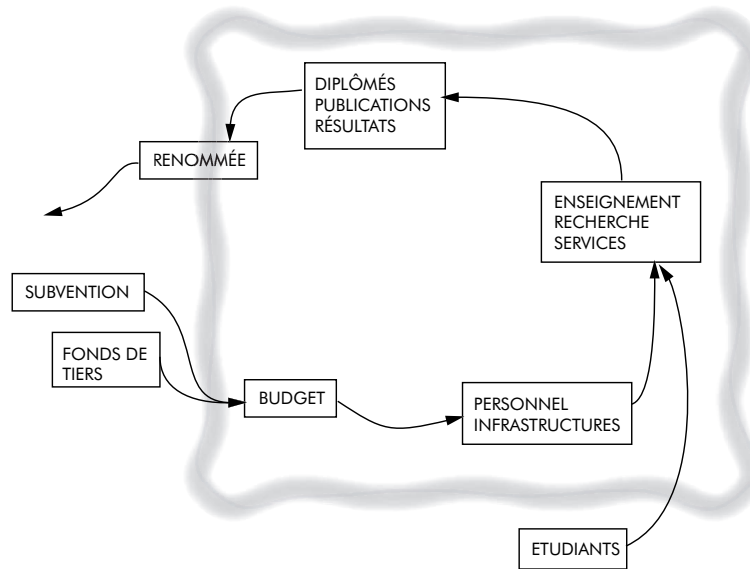 DIPLÔMÉS
PUBLICATIONS
RÉSULTATS
RENOMMÉE
ENSEIGNEMENT
RECHERCHE
SERVICES
SUBVENTION
FONDS DE
TIERS
BUDGET
PERSONNEL
INFRASTRUCTURES
ETUDIANTS